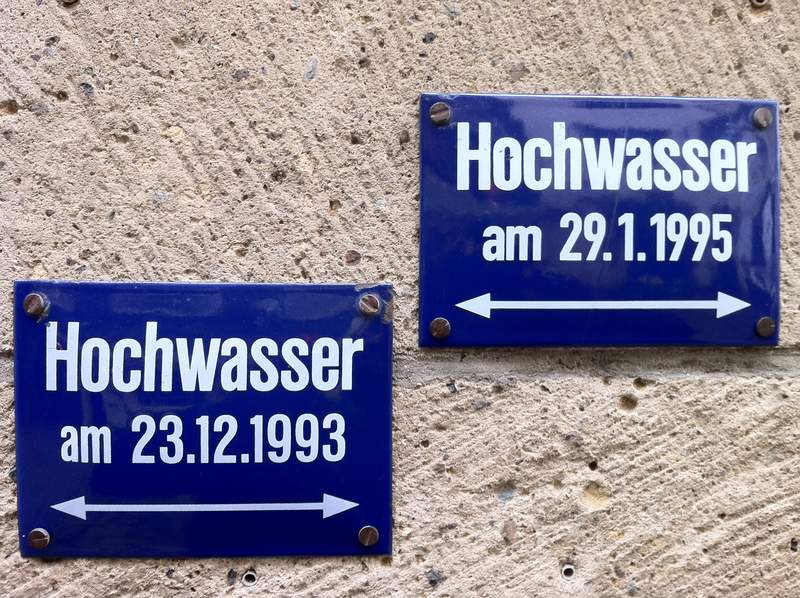 Hochwasser
am 23.12.1993
Hochwasser
am 29.1.1995